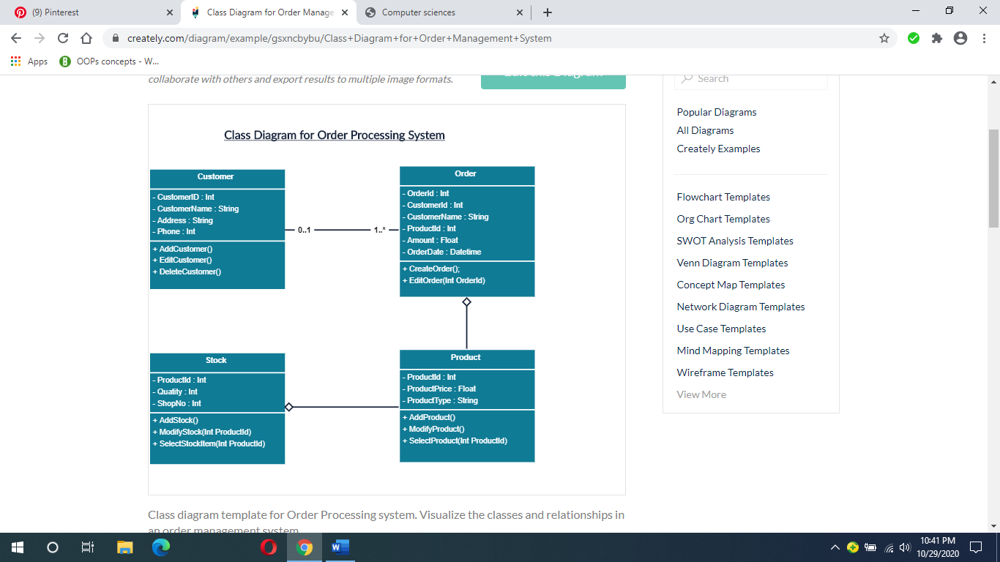 (9) Pinterest
Class Diagram for Order Manage
Computer sciences
creately.com/diagram/example/gsxncbybu/Class+Diagram+for+Order+Management+System
Apps
OOPs concepts - W...
collaborate with others and export results to multiple image formats.
Search
Popular Diagrams
All Diagrams
Creately Examples
Flowchart Templates
Org Chart Templates
SWOT Analysis Templates
Venn Diagram Templates
Concept Map Templates
Network Diagram Templates
Use Case Templates
Mind Mapping Templates
Wireframe Templates
View More
Class Diagram for Order Processing System
Customer
- CustomerID : Int
- CustomerName : String
- Address : String
- Phone : Int
+ AddCustomer()
+ EditCustomer()
+ DeleteCustomer()
0..1
1..*
Order
- OrderId : Int
- CustomerId : Int
- CustomerName : String
- ProductId : Int
- Amount : Float
- OrderDate : Datetime
+ CreateOrder();
+ EditOrder(Int OrderId)
Stock
- ProductId : Int
- Quatity : Int
- ShopNo : Int
+ AddStock()
+ ModifyStock(Int ProductId)
+ SelectStockItem(Int ProductId)
Product
- ProductId : Int
- ProductPrice : Float
- ProductType : String
+ AddProduct()
+ ModifyProduct()
+ SelectProduct(Int ProductId)
Class diagram template for Order Processing system. Visualize the classes and relationships in
an order management system
10:41 PM
10/29/2020